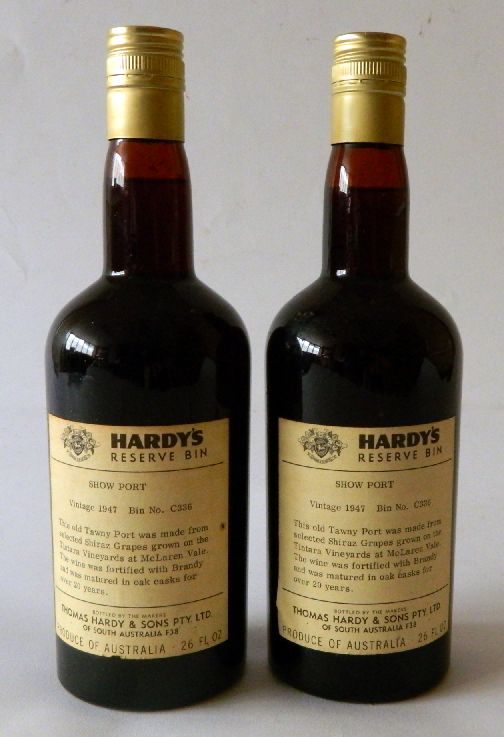 HARDY'S
RESERVE BIN
SHOW PORT
Vintage 1947 Bin No. C336
This old Tawny Port was made from
selected Shiraz Grapes grown on the
Tintara Vineyards at McLaren Vale.
The wine was fortified with Brandy
and was matured in oak casks for
over 20 years.
BOTTLED BY THE MAKERS
THOMAS HARDY & SONS PTY. LTD.
OF SOUTH AUSTRALIA F38
PRODUCE OF AUSTRALIA · 26 FL OZ
HARDY'S
RESERVE BIN
SHOW PORT
Vintage 1947 Bin No. C336
This old Tawny Port was made from
selected Shiraz Grapes grown on the
Tintara Vineyards at McLaren Vale.
The wine was fortified with Brandy
and was matured in oak casks for
over 20 years.
BOTTLED BY THE MAKERS
THOMAS HARDY & SONS PTY. LTD.
OF SOUTH AUSTRALIA F38
PRODUCE OF AUSTRALIA · 26 FL OZ